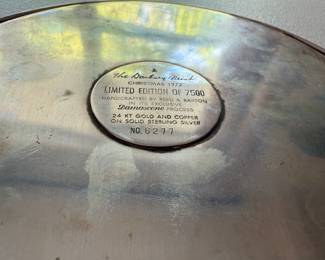 The Danbury Mint
CHRISTMAS 1973
LIMITED EDITION OF 7500
HANDCRAFTED BY REED & BARTON
IN ITS EXCLUSIVE
Damascene PROCESS
24 KT GOLD AND COPPER
ON SOLID STERLING SILVER
NO. 6277